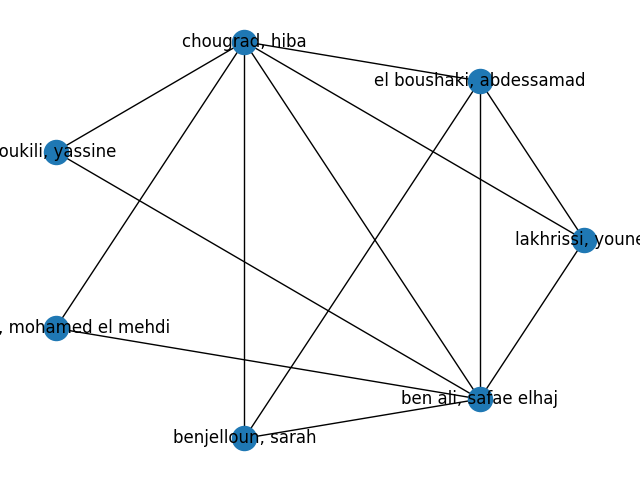 chougrad, hiba
el boushaki, abdessamad
oukili, yassine
lakhrissi, youne
, mohamed el mehdi
ben ali, safae elhaj
benjelloun, sarah